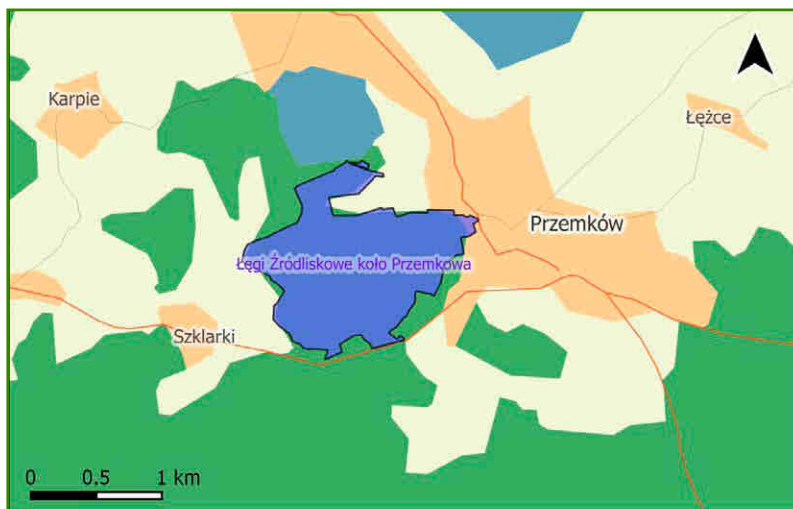 Karpie
Łężce
Przemków
Łęgi Źródliskowe koło Przemkowa
Szklarki
0 0.5 1 km